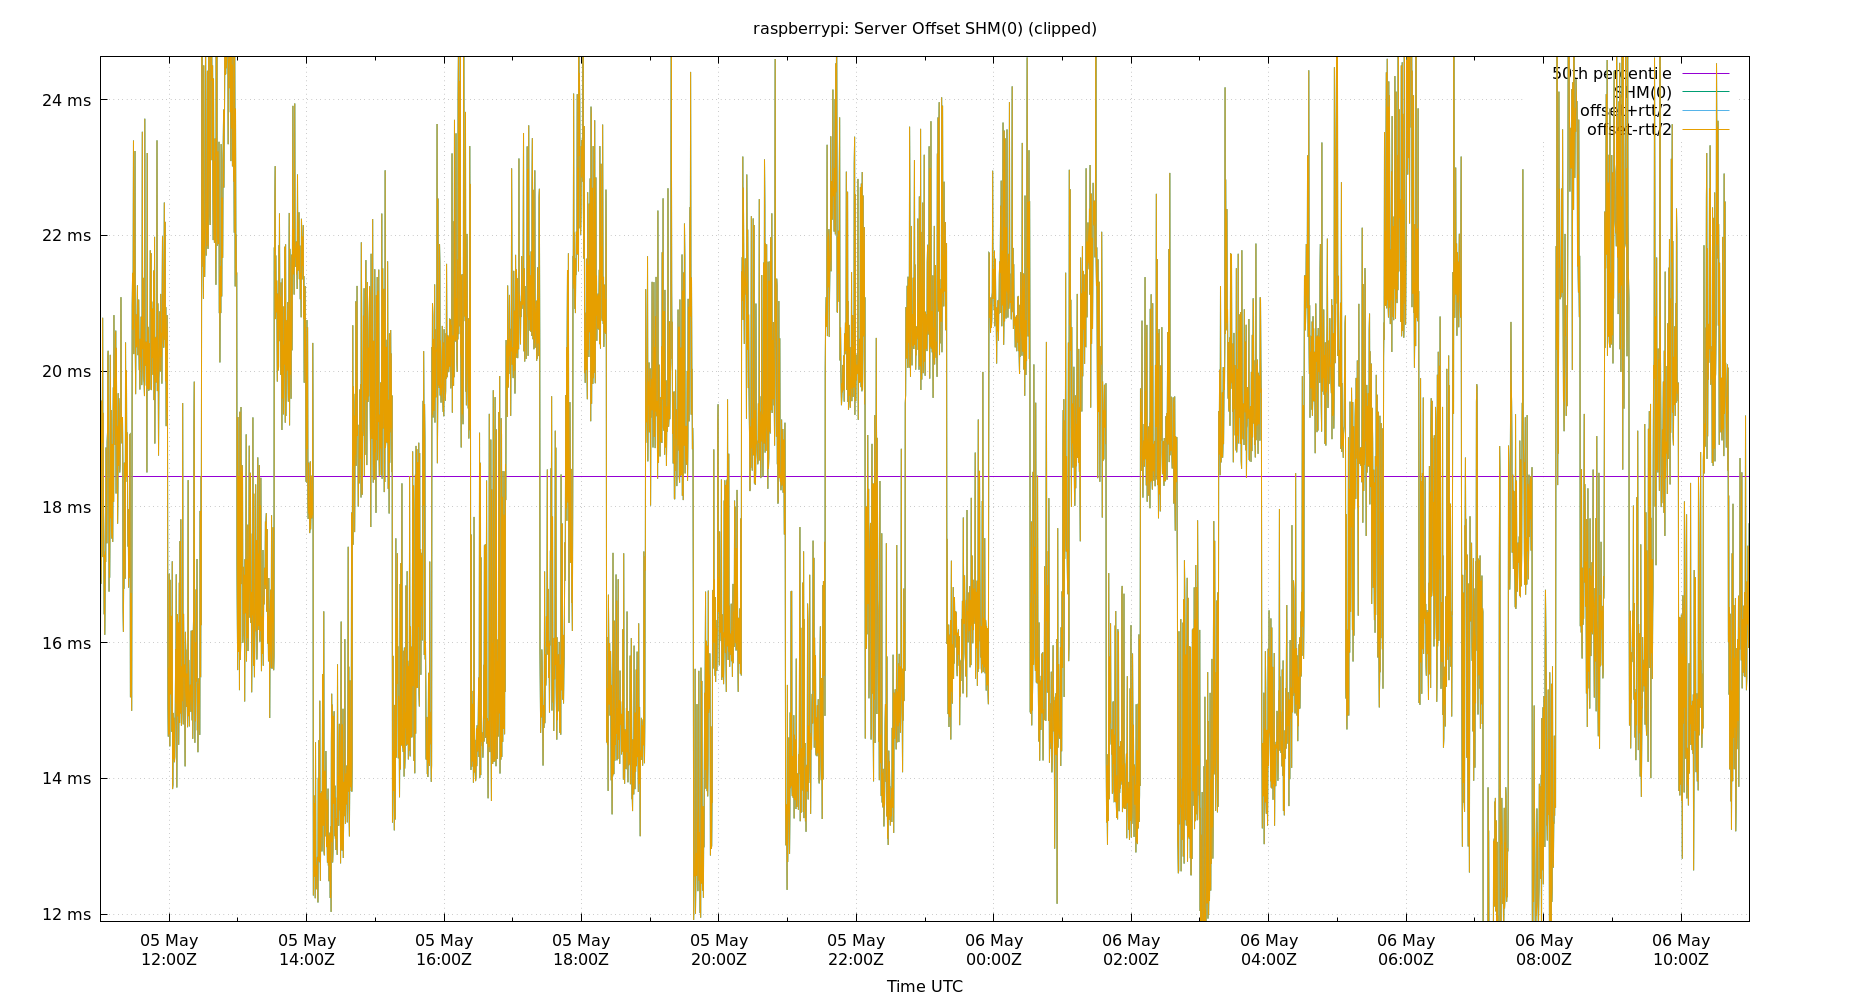 raspberrypi: Server Offset SHM(0) (clipped)
50th percentile
SHM(0)
offset+rtt/2
offset-rtt/2
24 ms
22 ms
20 ms
18 ms
16 ms
14 ms
12 ms
05 May 05 May 05 May 05 May 05 May 05 May 06 May 06 May 06 May 06 May 06 May 06 May
12:00Z 14:00Z 16:00Z 18:00Z 20:00Z 22:00Z 00:00Z 02:00Z 04:00Z 06:00Z 08:00Z 10:00Z
Time UTC